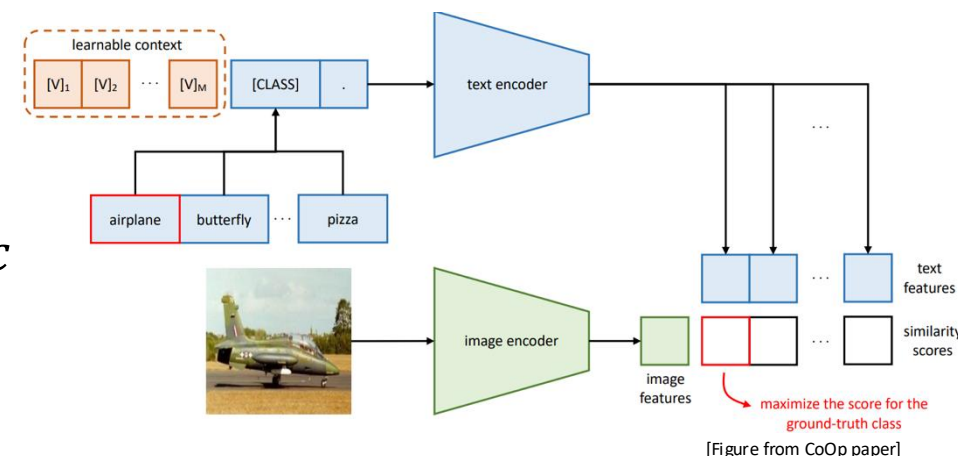 learnable context
[V]₁ [V]₂ ··· [V]ᴍ [CLASS] .
text encoder
···
airplane butterfly ··· pizza
C
text
features
···
image encoder
similarity
scores
···
image
features
maximize the score for the
ground-truth class
[Figure from CoOp paper]